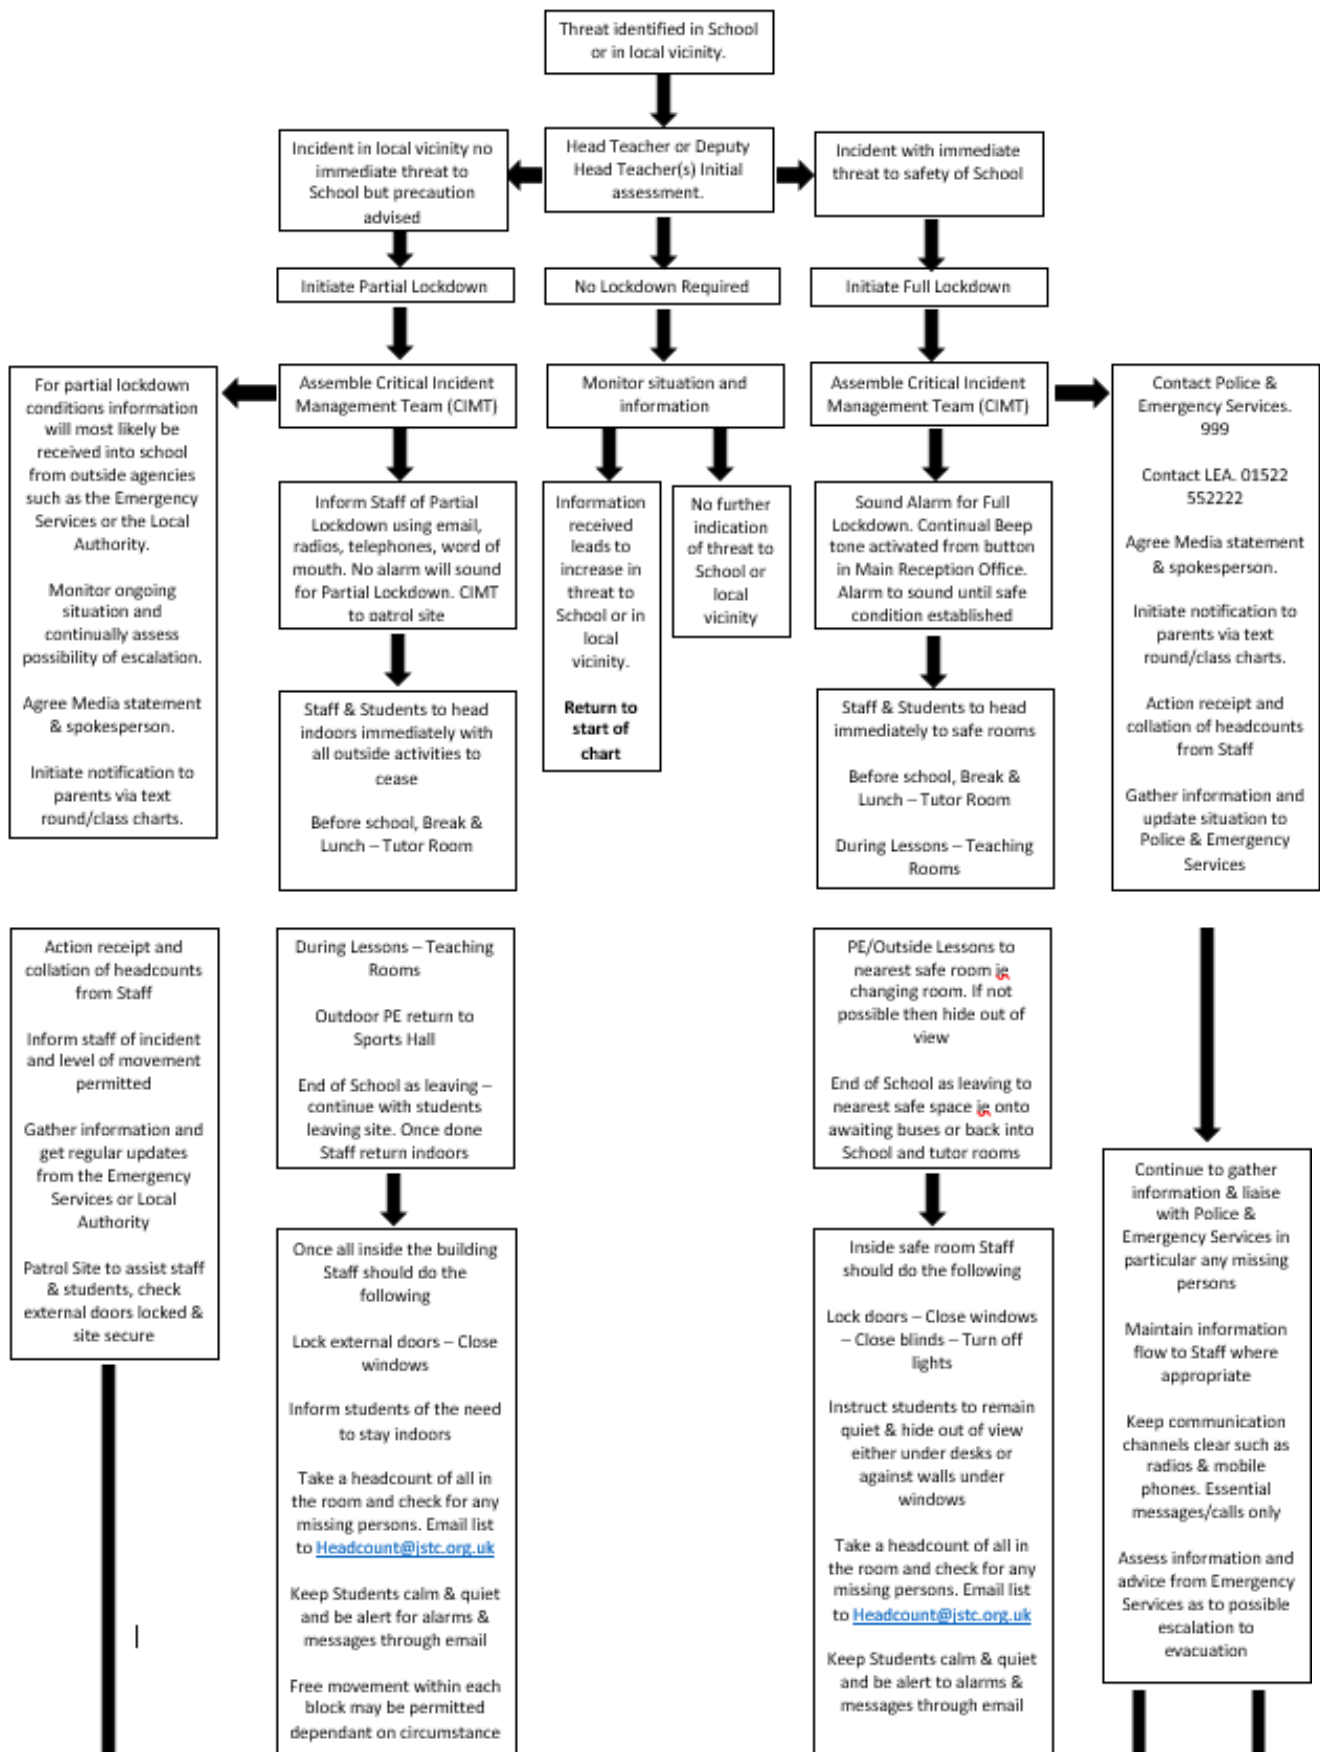 Threat identified in School
or in local vicinity.
Head Teacher or Deputy
Head Teacher(s) Initial
assessment.
Incident in local vicinity no
immediate threat to
School but precaution
advised
Incident with immediate
threat to safety of School
Initiate Partial Lockdown
No Lockdown Required
Initiate Full Lockdown
For partial lockdown
conditions information
will most likely be
received into school
from outside agencies
such as the Emergency
Services or the Local
Authority.
Monitor ongoing
situation and
continually assess
possibility of escalation.
Agree Media statement
& spokesperson.
Initiate notification to
parents via text
round/class charts.
Assemble Critical Incident
Management Team (CIMT)
Monitor situation and
information
Assemble Critical Incident
Management Team (CIMT)
Contact Police &
Emergency Services.
999
Contact LEA. 01522
552222
Agree Media statement
& spokesperson.
Initiate notification to
parents via text
round/class charts.
Action receipt and
collation of headcounts
from Staff
Gather information and
update situation to
Police & Emergency
Services
Inform Staff of Partial
Lockdown using email,
radios, telephones, word of
mouth. No alarm will sound
for Partial Lockdown. CIMT
to patrol site
Information
received
leads to
increase in
threat to
School or in
local
vicinity.
Return to
start of
chart
No further
indication
of threat to
School or
local
vicinity
Sound Alarm for Full
Lockdown. Continual Beep
tone activated from button
in Main Reception Office.
Alarm to sound until safe
condition established
Staff & Students to head
indoors immediately with
all outside activities to
cease
Before school, Break &
Lunch – Tutor Room
Staff & Students to head
immediately to safe rooms
Before school, Break &
Lunch – Tutor Room
During Lessons – Teaching
Rooms
Action receipt and
collation of headcounts
from Staff
Inform staff of incident
and level of movement
permitted
Gather information and
get regular updates
from the Emergency
Services or Local
Authority
Patrol Site to assist staff
& students, check
external doors locked &
site secure
During Lessons – Teaching
Rooms
Outdoor PE return to
Sports Hall
End of School as leaving –
continue with students
leaving site. Once done
Staff return indoors
PE/Outside Lessons to
nearest safe room ie
changing room. If not
possible then hide out of
view
End of School as leaving to
nearest safe space ie onto
awaiting buses or back into
School and tutor rooms
Continue to gather
information & liaise
with Police &
Emergency Services in
particular any missing
persons
Maintain information
flow to Staff where
appropriate
Keep communication
channels clear such as
radios & mobile
phones. Essential
messages/calls only
Assess information and
advice from Emergency
Services as to possible
escalation to
evacuation
Once all inside the building
Staff should do the
following
Lock external doors – Close
windows
Inform students of the need
to stay indoors
Take a headcount of all in
the room and check for any
missing persons. Email list
to Headcount@jstc.org.uk
Keep Students calm & quiet
and be alert for alarms &
messages through email
Free movement within each
block may be permitted
dependant on circumstance
Inside safe room Staff
should do the following
Lock doors – Close windows
– Close blinds – Turn off
lights
Instruct students to remain
quiet & hide out of view
either under desks or
against walls under
windows
Take a headcount of all in
the room and check for any
missing persons. Email list
to Headcount@jstc.org.uk
Keep Students calm & quiet
and be alert to alarms &
messages through email